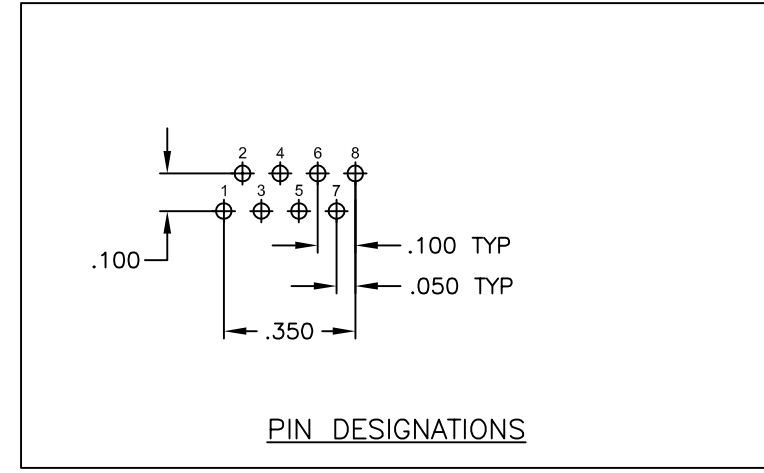 2 4 6 8
1 3 5 7
.100 TYP
.100
.050 TYP
.350
PIN DESIGNATIONS